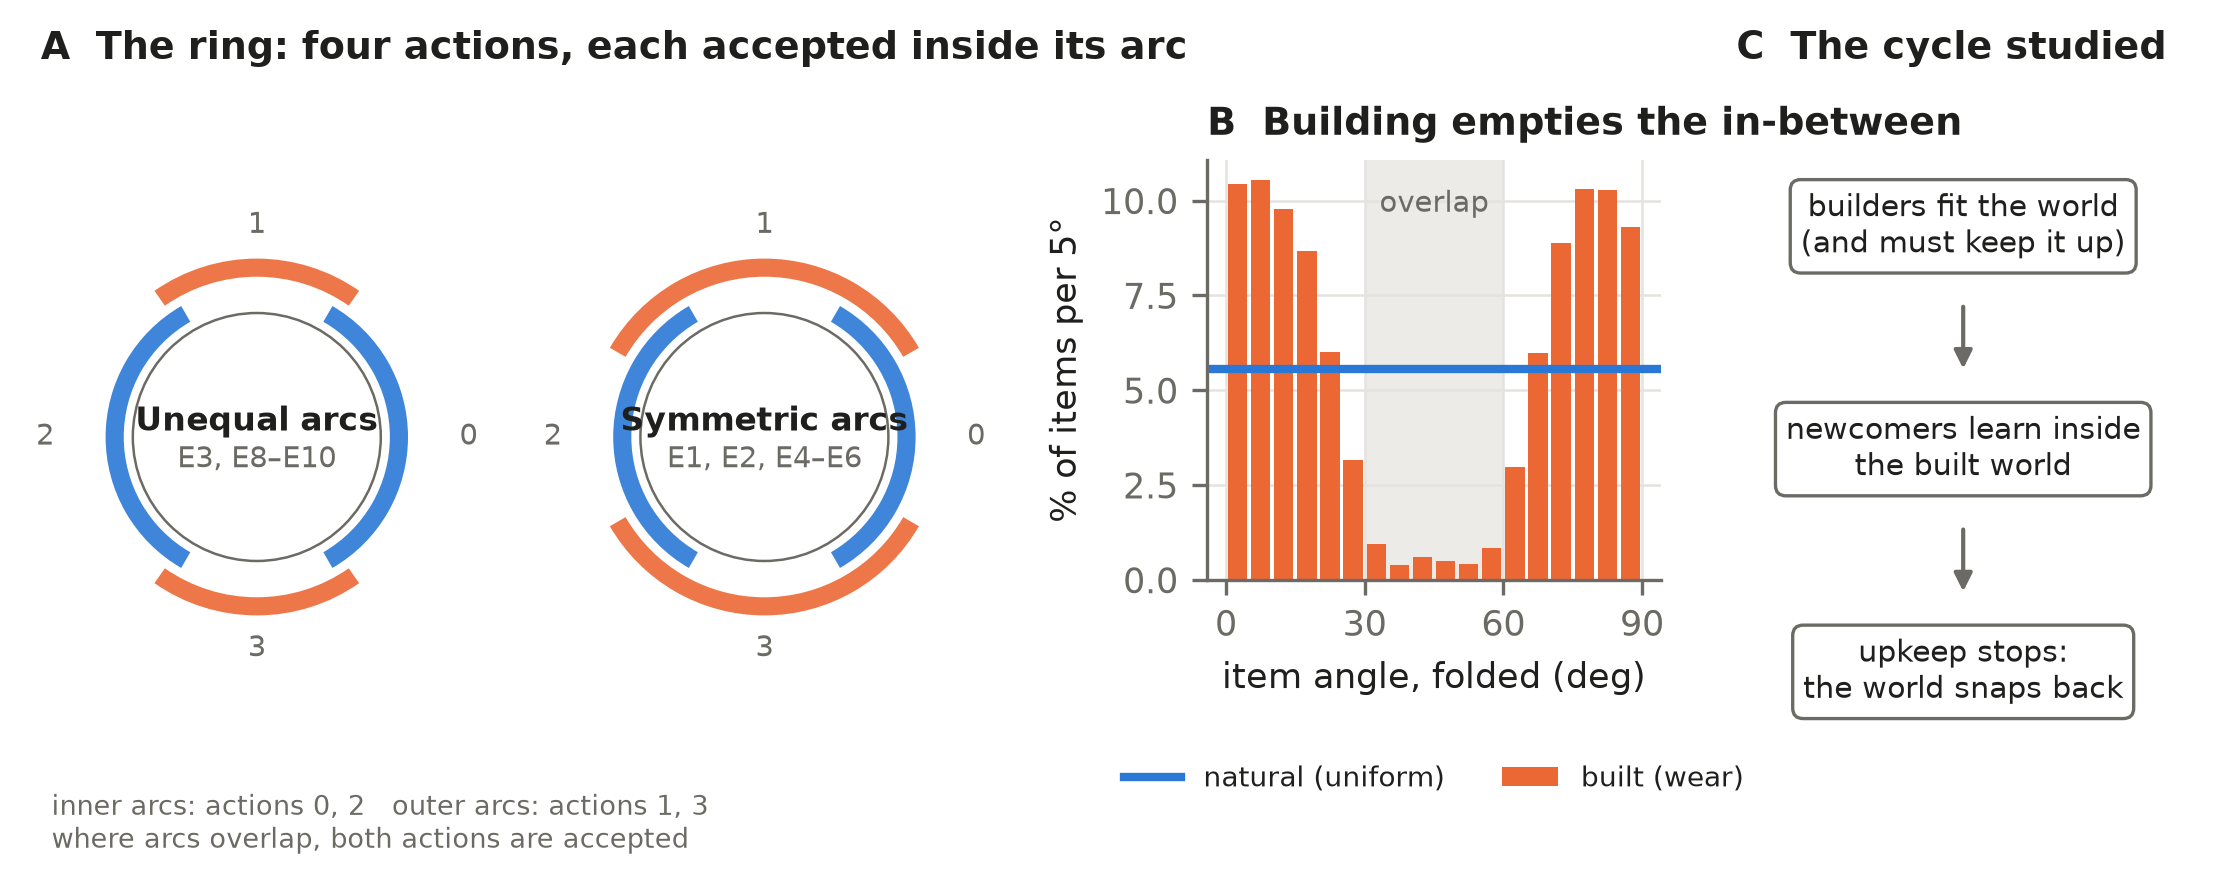 A The ring: four actions, each accepted inside its arc
1
2
Unequal arcs
E3, E8–E10
0
3
1
2
Symmetric arcs
E1, E2, E4–E6
0
3
inner arcs: actions 0, 2 outer arcs: actions 1, 3
where arcs overlap, both actions are accepted
B Building empties the in-between
% of items per 5°
10.0
7.5
5.0
2.5
0.0
overlap
0 30 60 90
item angle, folded (deg)
natural (uniform) built (wear)
C The cycle studied
builders fit the world
(and must keep it up)
newcomers learn inside
the built world
upkeep stops:
the world snaps back